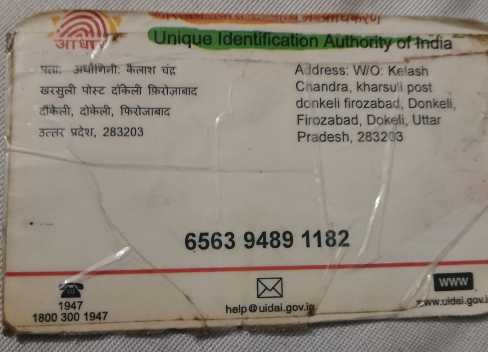 आधार
Unique Identification Authority of India
पता: अर्धांगिनी: कैलाश चंद्र
खरसुली पोस्ट दोंकेली फ़िरोज़ाबाद
दौंकेली, दोकेली, फिरोजाबाद
उत्तर प्रदेश, 283203
Address: W/O: Kelash
Chandra, kharsuli post
donkeli firozabad, Donkeli,
Firozabad, Dokeli, Uttar
Pradesh, 283203
6563 9489 1182
1947
1800 300 1947
help@uidai.gov.in
WWW
www.uidai.gov.i